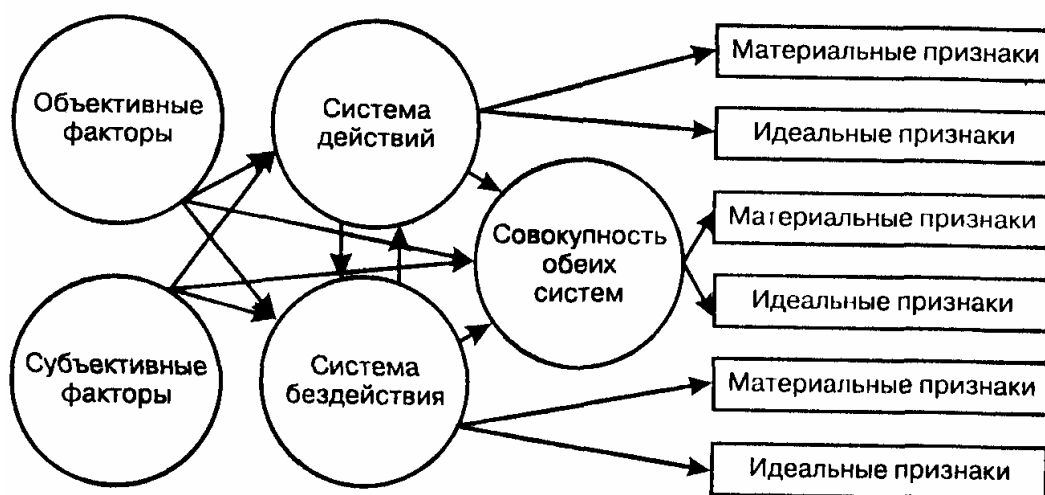 Объективные
факторы
Система
действий
Материальные признаки
Идеальные признаки
Совокупность
обеих
систем
Материальные признаки
Идеальные признаки
Субъективные
факторы
Система
бездействия
Материальные признаки
Идеальные признаки